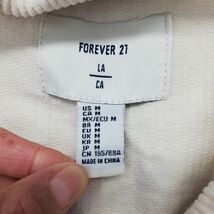 FOREVER 21
LA
CA
US M
CA M
MX/ECU M
BR M
EU M
UK M
KR M
JP M
CN 165/88A
MADE IN CHINA